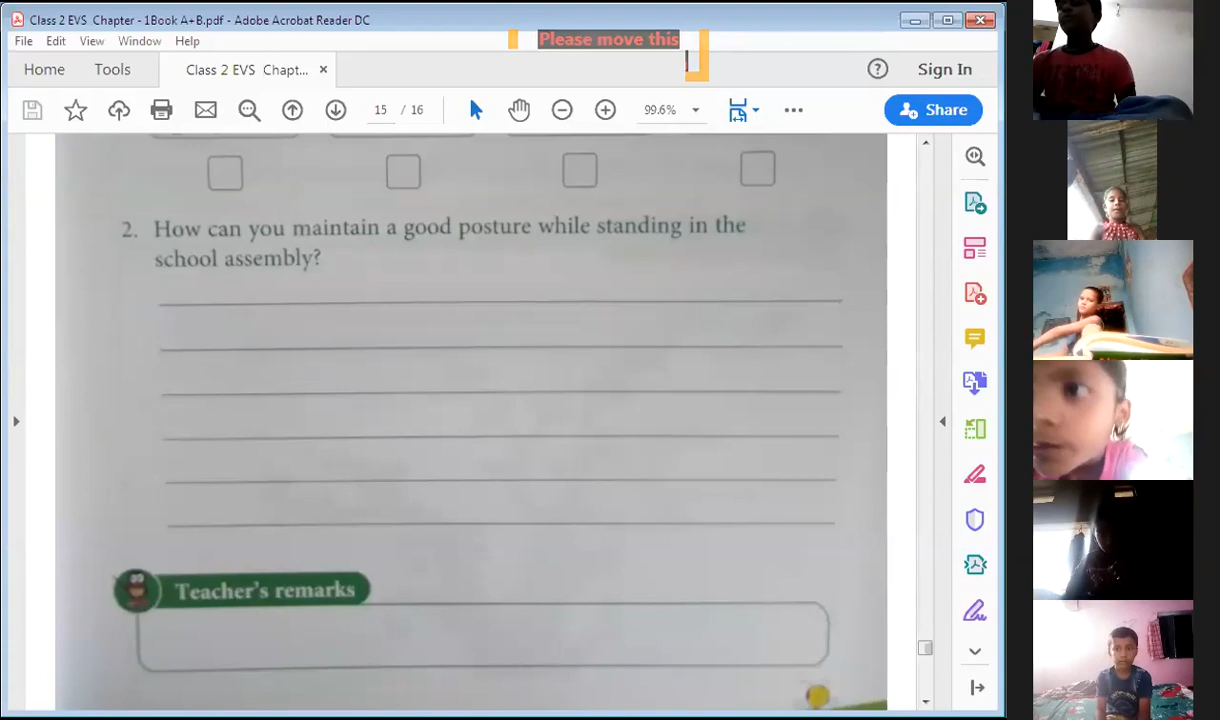 Class 2 EVS Chapter - 1Book A+B.pdf - Adobe Acrobat Reader DC
File Edit View Window Help
Please move this
Home Tools Class 2 EVS Chapt... × Sign In
15 / 16 99.6% Share
2. How can you maintain a good posture while standing in the
school assembly?
Teacher's remarks